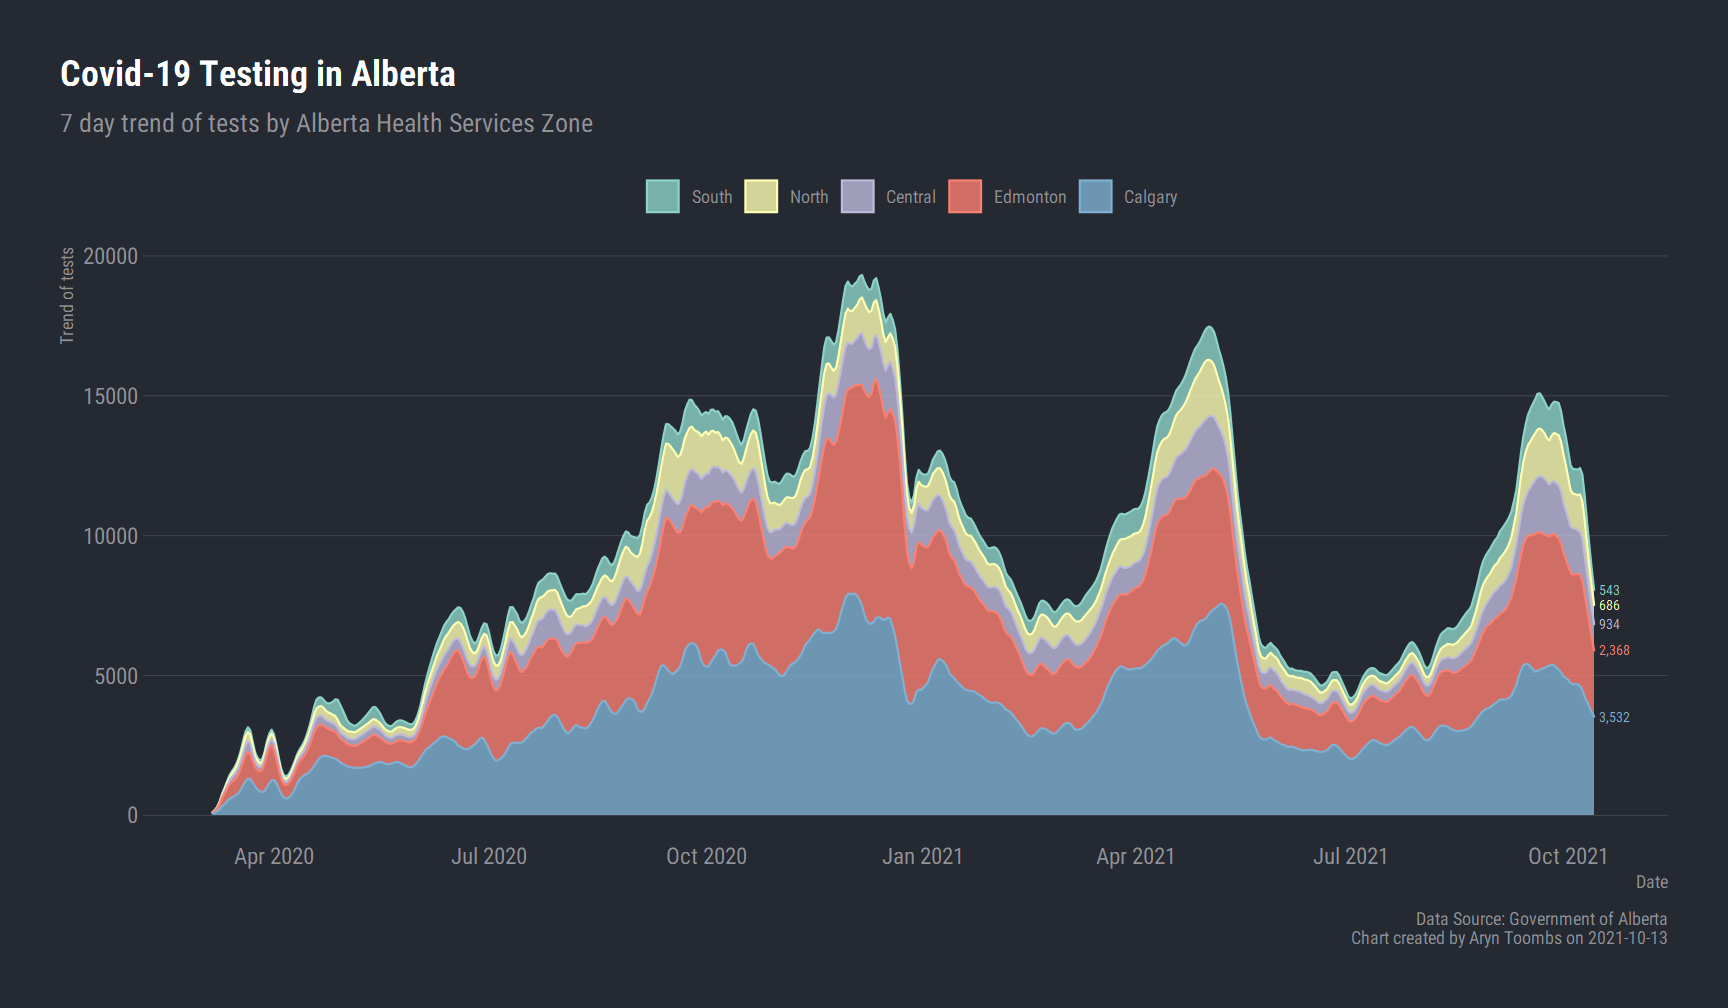 Covid-19 Testing in Alberta
7 day trend of tests by Alberta Health Services Zone
South North Central Edmonton Calgary
Trend of tests
20000
15000
10000
5000
0
543
686
934
2,368
3,532
Apr 2020 Jul 2020 Oct 2020 Jan 2021 Apr 2021 Jul 2021 Oct 2021
Date
Data Source: Government of Alberta
Chart created by Aryn Toombs on 2021-10-13